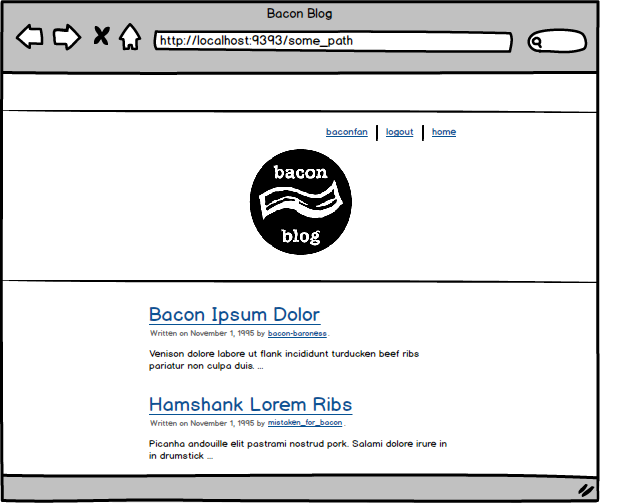 Bacon Blog
http://localhost:9393/some_path
baconfan logout home
bacon
blog
Bacon Ipsum Dolor
Written on November 1, 1995 by bacon-baroness.
Venison dolore labore ut flank incididunt turducken beef ribs
pariatur non culpa duis. ...
Hamshank Lorem Ribs
Written on November 1, 1995 by mistaken_for_bacon.
Picanha andouille elit pastrami nostrud pork. Salami dolore irure in
in drumstick ...